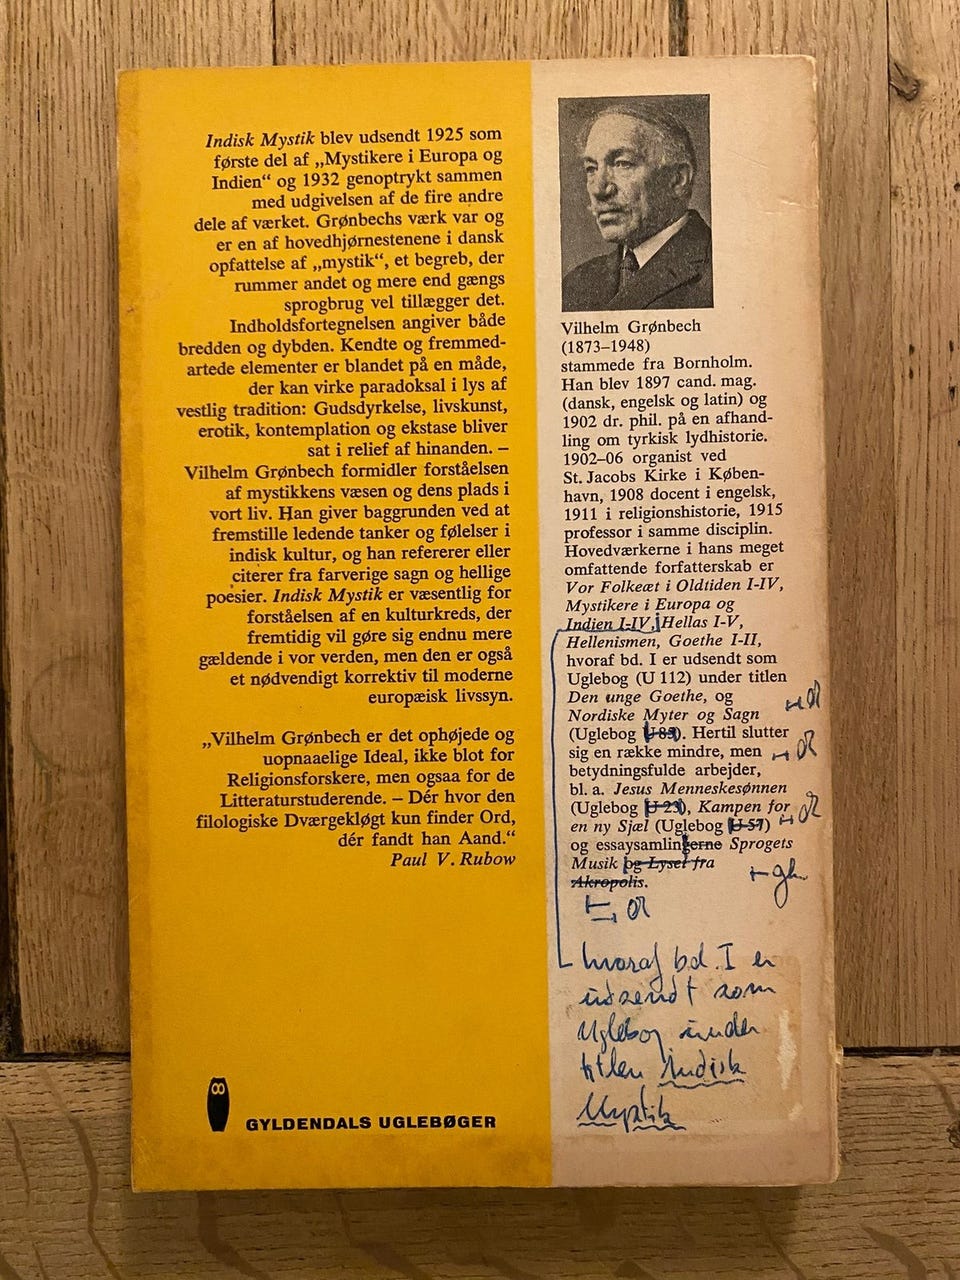 Indisk Mystik blev udsendt 1925 som
første del af „Mystikere i Europa og
Indien“ og 1932 genoptrykt sammen
med udgivelsen af de fire andre
dele af værket. Grønbechs værk var og
er en af hovedhjørnestenene i dansk
opfattelse af „mystik“, et begreb, der
rummer andet og mere end gængs
sprogbrug vel tillægger det.
Indholdsfortegnelsen angiver både
bredden og dybden. Kendte og fremmed-
artede elementer er blandet på en måde,
der kan virke paradoksal i lys af
vestlig tradition: Gudsdyrkelse, livskunst,
erotik, kontemplation og ekstase bliver
sat i relief af hinanden. –
Vilhelm Grønbech formidler forståelsen
af mystikkens væsen og dens plads i
vort liv. Han giver baggrunden ved at
fremstille ledende tanker og følelser i
indisk kultur, og han refererer eller
citerer fra farverige sagn og hellige
poesier. Indisk Mystik er væsentlig for
forståelsen af en kulturkreds, der
fremtidig vil gøre sig endnu mere
gældende i vor verden, men den er også
et nødvendigt korrektiv til moderne
europæisk livssyn.
„Vilhelm Grønbech er det ophøjede og
uopnaaelige Ideal, ikke blot for
Religionsforskere, men ogsaa for de
Litteraturstuderende. – Dér hvor den
filologiske Dværgekløgt kun finder Ord,
dér fandt han Aand.“
Paul V. Rubow
GYLDENDALS UGLEBØGER
Vilhelm Grønbech
(1873–1948)
stammede fra Bornholm.
Han blev 1897 cand. mag.
(dansk, engelsk og latin) og
1902 dr. phil. på en afhand-
ling om tyrkisk lydhistorie.
1902–06 organist ved
St. Jacobs Kirke i Køben-
havn, 1908 docent i engelsk,
1911 i religionshistorie, 1915
professor i samme disciplin.
Hovedværkerne i hans meget
omfattende forfatterskab er
Vor Folkeæt i Oldtiden I-IV,
Mystikere i Europa og
Indien I-IV, Hellas I-V,
Hellenismen, Goethe I-II,
hvoraf bd. I er udsendt som
Uglebog (U 112) under titlen
Den unge Goethe, og
Nordiske Myter og Sagn
(Uglebog U 85). Hertil slutter
sig en række mindre, men
betydningsfulde arbejder,
bl. a. Jesus Menneskesønnen
(Uglebog U 23), Kampen for
en ny Sjæl (Uglebog U 57)
og essaysamlingerne Sprogets
Musik og Lyset fra
Akropolis.
hvoraf bd. I er
udsendt som
Uglebog under
titlen Indisk
Mystik